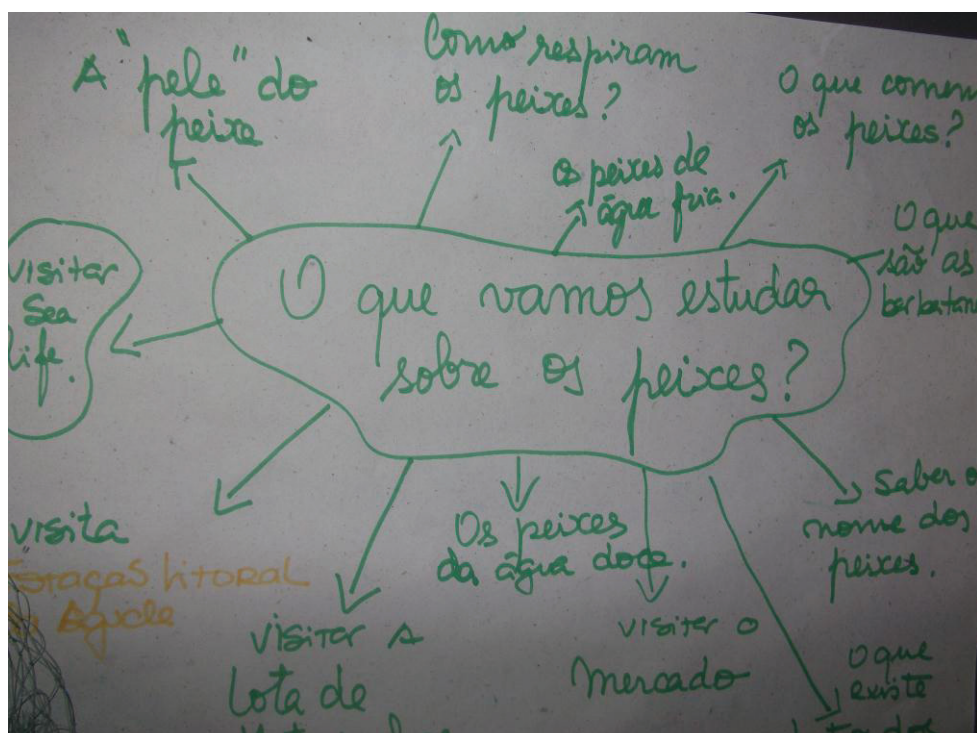 A "pele" do
peixe
Como respiram
os peixes?
O que comem
os peixes?
os peixes de
água fria.
O que
são as
visitar
Sea
life.
O que vamos estudar
sobre os peixes?
visita
litoral
Aguda
Os peixes
da água doce.
Saber o
nome dos
peixes.
visitar A
lota de
visitar o
mercado
O que
existe